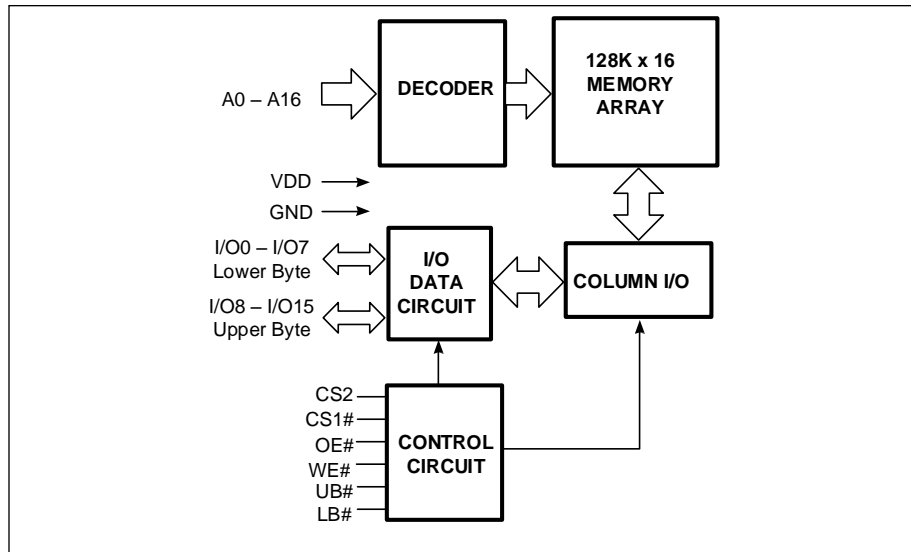 A0 – A16
DECODER
128K x 16
MEMORY
ARRAY
VDD
GND
I/O0 – I/O7
Lower Byte
I/O8 – I/O15
Upper Byte
I/O
DATA
CIRCUIT
COLUMN I/O
CS2
CS1#
OE#
WE#
UB#
LB#
CONTROL
CIRCUIT